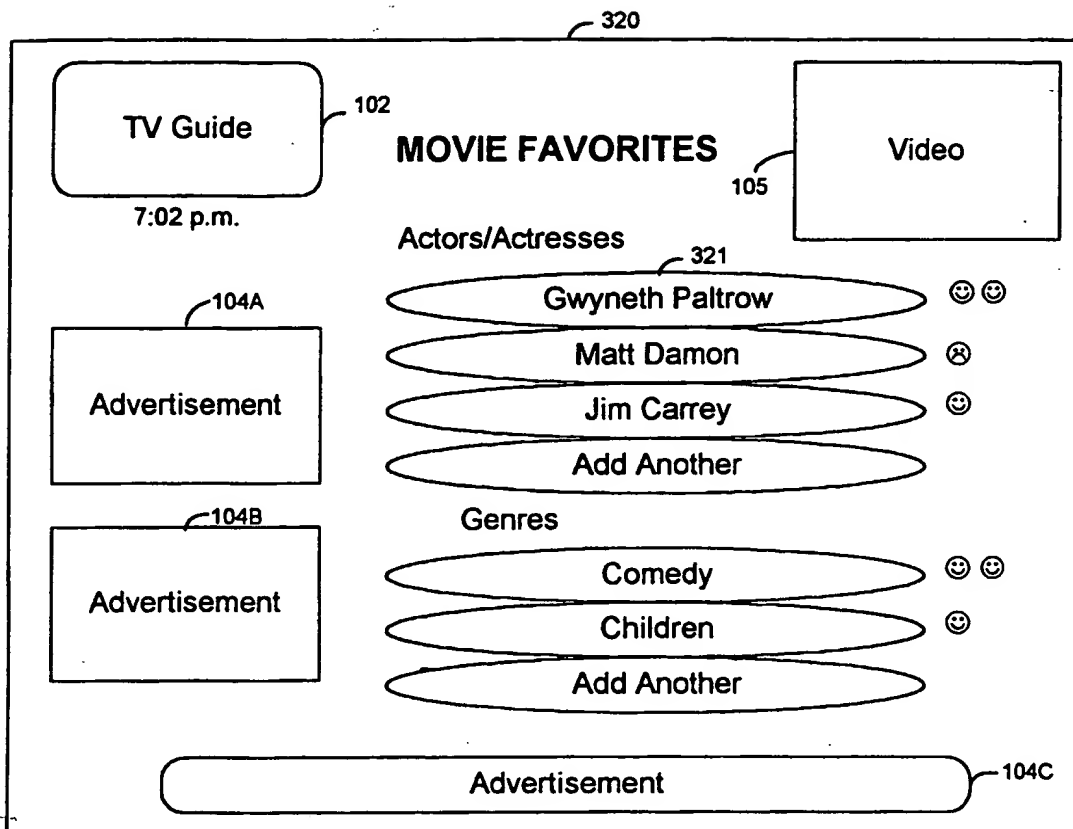 320
TV Guide
102
MOVIE FAVORITES
Video
105
7:02 p.m.
Actors/Actresses
321
Gwyneth Paltrow
104A
Matt Damon
Advertisement
Jim Carrey
Add Another
104B
Genres
Comedy
Advertisement
Children
Add Another
Advertisement
104C